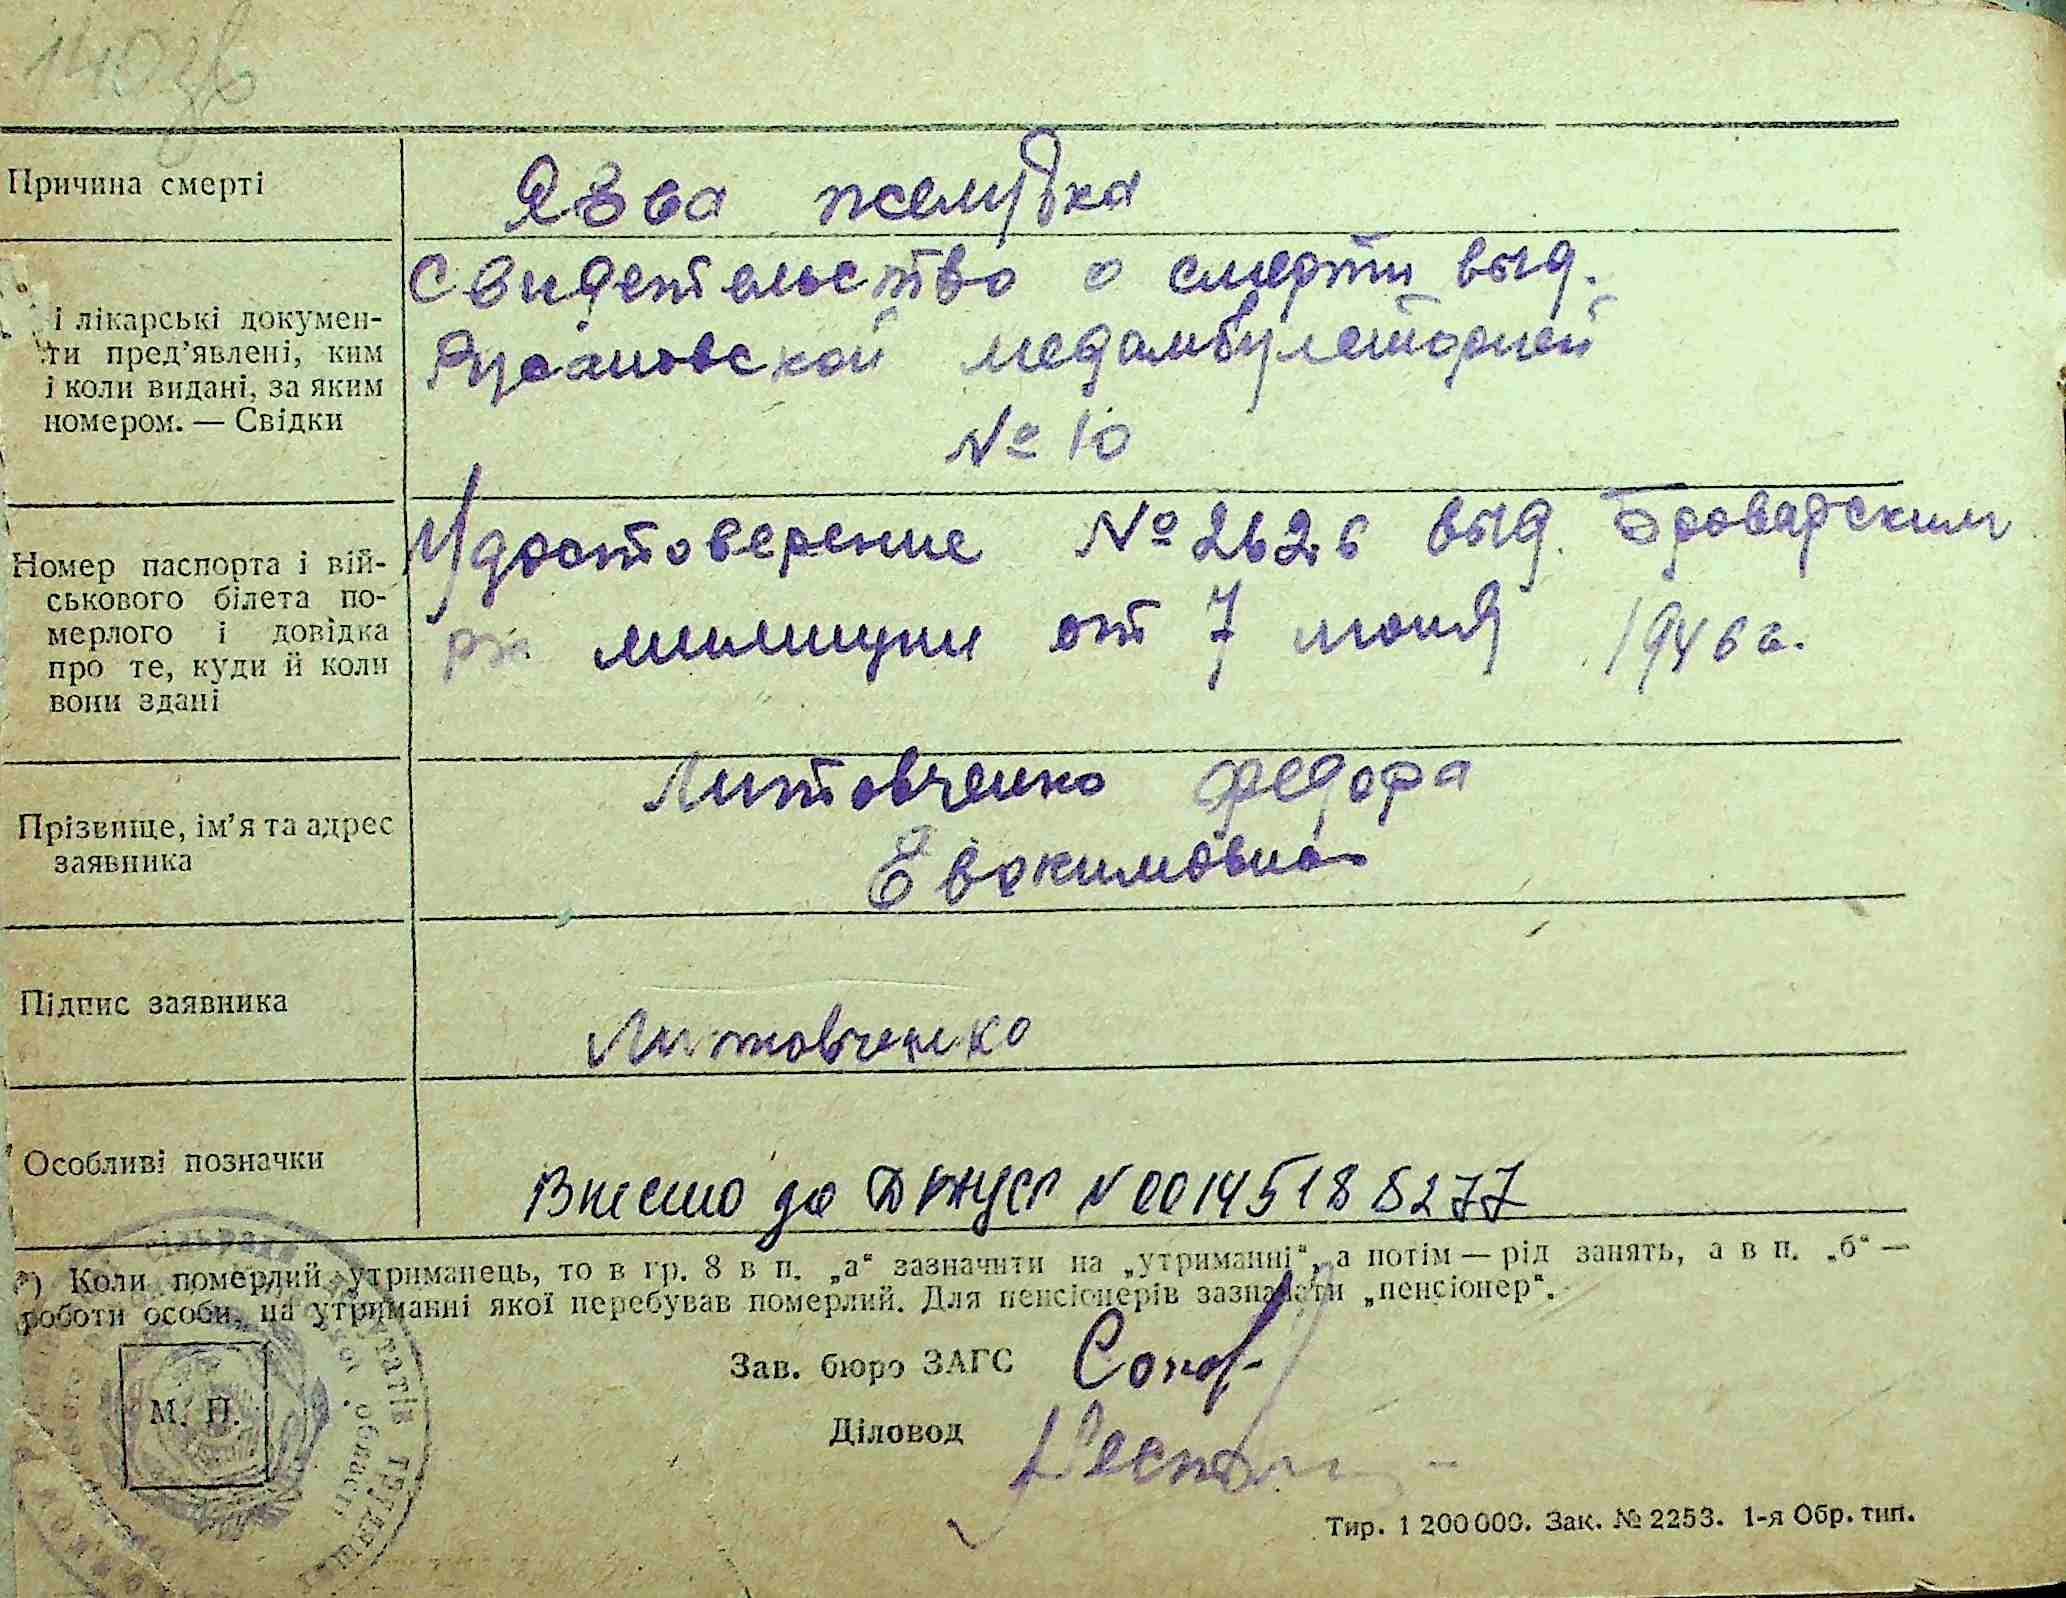 140 зв
Причина смерті
Язва желудка
і лікарські докумен-
ти пред’явлені, ким
і коли видані, за яким
номером. — Свідки
Свидетельство о смерти выд.
Русановской медамбулаторией
№ 10
Номер паспорта і вій-
ськового білета по-
мерлого і довідка
про те, куди й коли
вони здані
Удостоверение № 2626 выд. Броварским
милиции от 7 июня 1946 г.
Прізвище, ім’я та адрес
заявника
Литовченко Федора
Евокимовна
Підпис заявника
Литовченко
Особливі позначки
Внесено до ДРАЦСГ N 00145188277
*) Коли померлий утриманець, то в гр. 8 в п. „а“ зазначити на „утриманні“, а потім — рід занять, а в п. „б“ —
роботи особи, на утриманні якої перебував померлий. Для пенсіонерів зазначати „пенсіонер“.
Зав. бюро ЗАГС
М. П.
Діловод
Тир. 1 200 000. Зак. № 2253. 1-я Обр. тип.